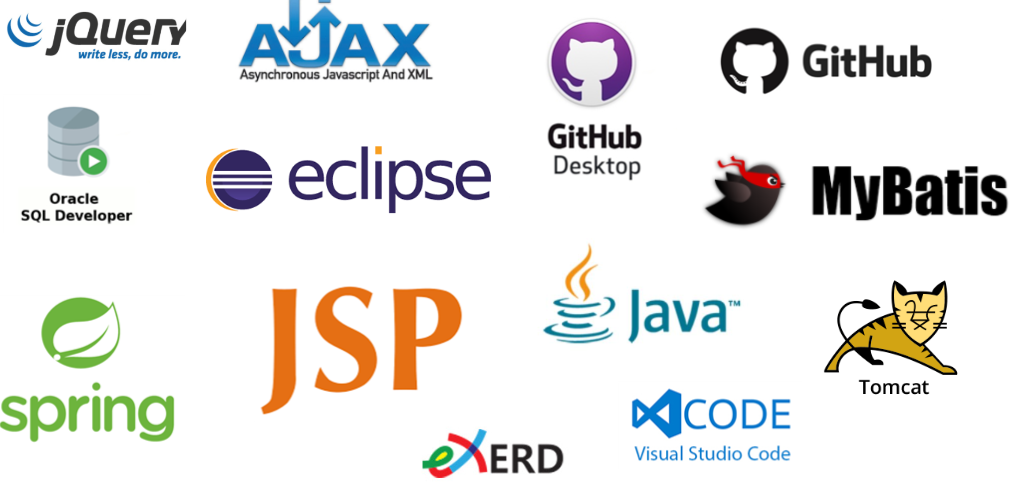 jQuery
write less, do more.
AJAX
Asynchronous Javascript And XML
GitHub
Desktop
GitHub
Oracle
SQL Developer
eclipse
MyBatis
spring
JSP
Java™
Tomcat
CODE
Visual Studio Code
eXERD